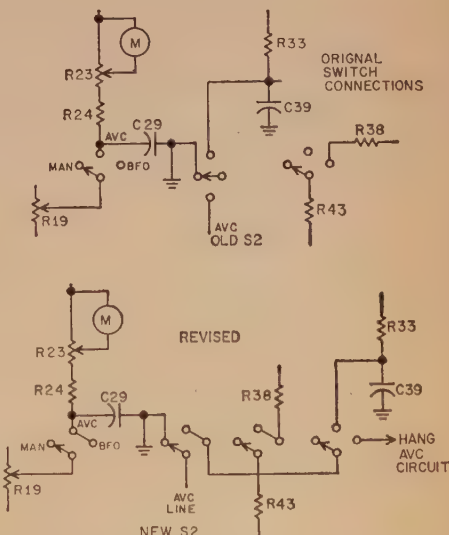 M
R33
R23
ORIGNAL
SWITCH
CONNECTIONS
R24
C39
AVC
C29
R38
MAN
BFO
R19
R43
AVC
OLD S2
M
REVISED
R33
R23
R38
R24
C39
AVC
C29
MAN
BFO
HANG
AVC
CIRCUIT
R19
AVC
LINE
R43
NEW S2